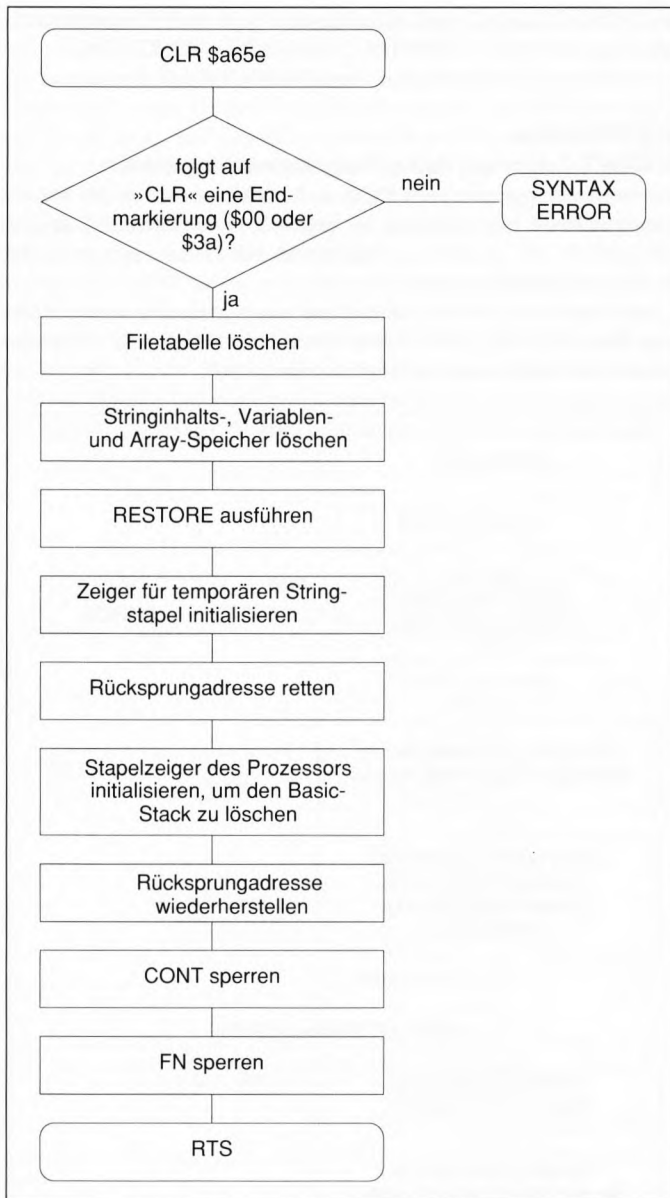 CLR $a65e
folgt auf
»CLR« eine End-
markierung ($00 oder
$3a)?
nein
SYNTAX
ERROR
ja
Filetabelle löschen
Stringinhalts-, Variablen-
und Array-Speicher löschen
RESTORE ausführen
Zeiger für temporären String-
stapel initialisieren
Rücksprungadresse retten
Stapelzeiger des Prozessors
initialisieren, um den Basic-
Stack zu löschen
Rücksprungadresse
wiederherstellen
CONT sperren
FN sperren
RTS